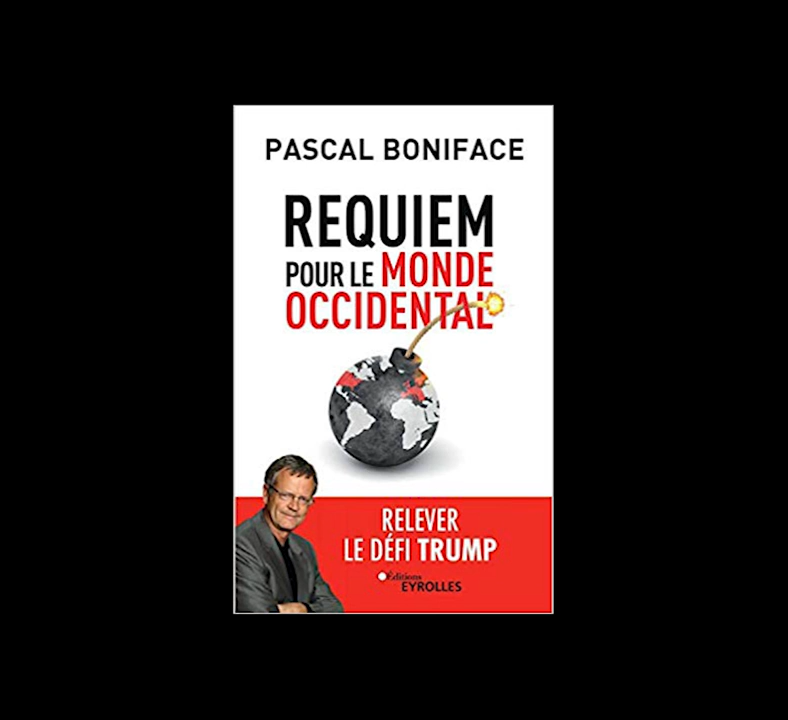 PASCAL BONIFACE
REQUIEM
POUR LE MONDE
OCCIDENTAL
RELEVER
LE DÉFI TRUMP
Éditions
EYROLLES